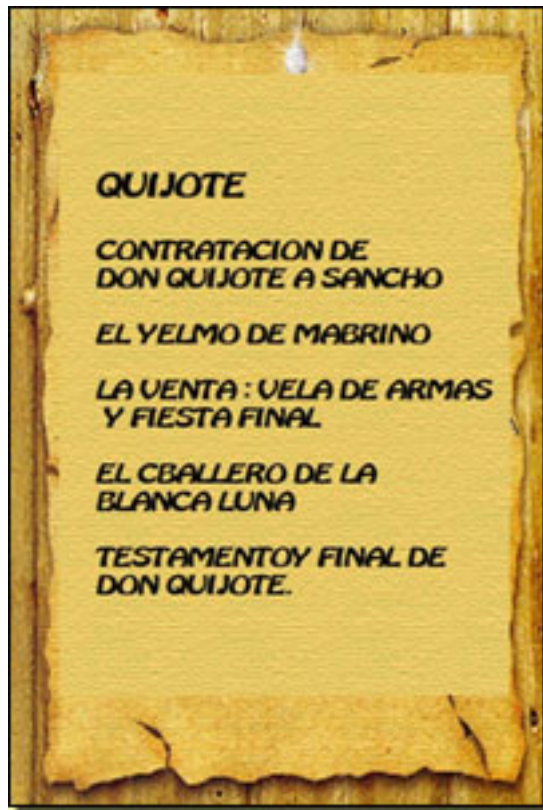 QUIJOTE
CONTRATACION DE
DON QUIJOTE A SANCHO
EL YELMO DE MABRINO
LA VENTA : VELA DE ARMAS
Y FIESTA FINAL
EL CBALLERO DE LA
BLANCA LUNA
TESTAMENTOY FINAL DE
DON QUIJOTE.